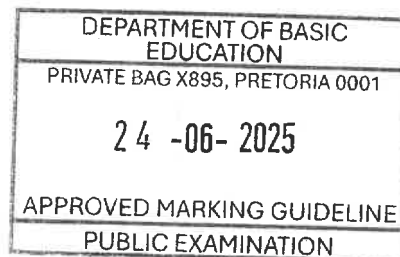 DEPARTMENT OF BASIC
EDUCATION
PRIVATE BAG X895, PRETORIA 0001
24 -06- 2025
APPROVED MARKING GUIDELINE
PUBLIC EXAMINATION